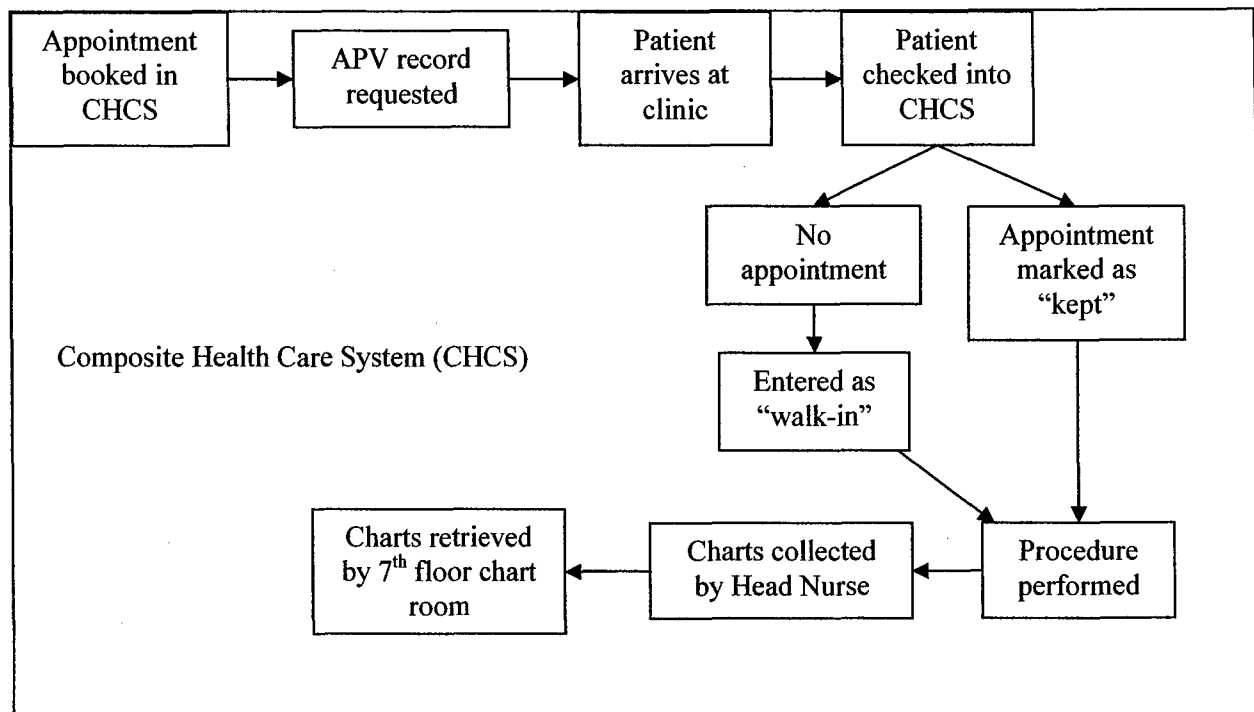 Appointment
booked in
CHCS
APV record
requested
Patient
arrives at
clinic
Patient
checked into
CHCS
No
appointment
Appointment
marked as
“kept”
Composite Health Care System (CHCS)
Entered as
“walk-in”
Procedure
performed
Charts collected
by Head Nurse
Charts retrieved
by 7th floor chart
room